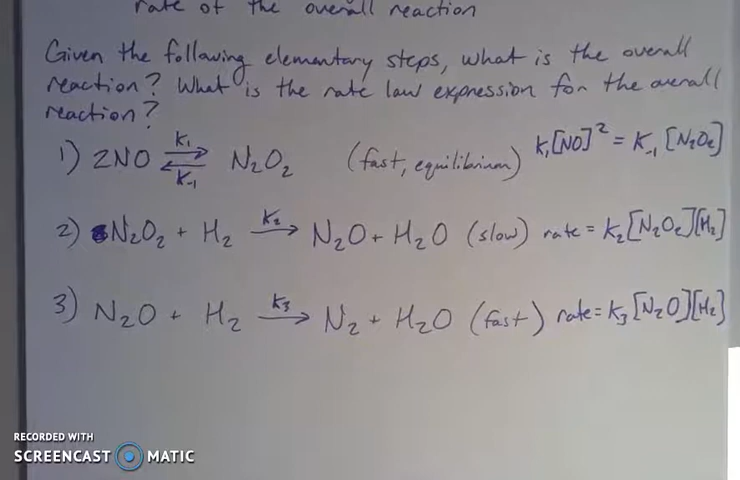 rate of the overall reaction
Given the following elementary steps, what is the overall
reaction? What is the rate law expression for the overall
reaction?
1) 2NO ⇌ N₂O₂ (fast, equilibrium) k₁[NO]² = K₋₁[N₂O₂]
K₁
K₋₁
2) N₂O₂ + H₂ → N₂O + H₂O (slow) rate = K₂[N₂O₂][H₂]
K₂
3) N₂O + H₂ → N₂ + H₂O (fast) rate = K₃[N₂O][H₂]
K₃
RECORDED WITH
SCREENCAST MATIC